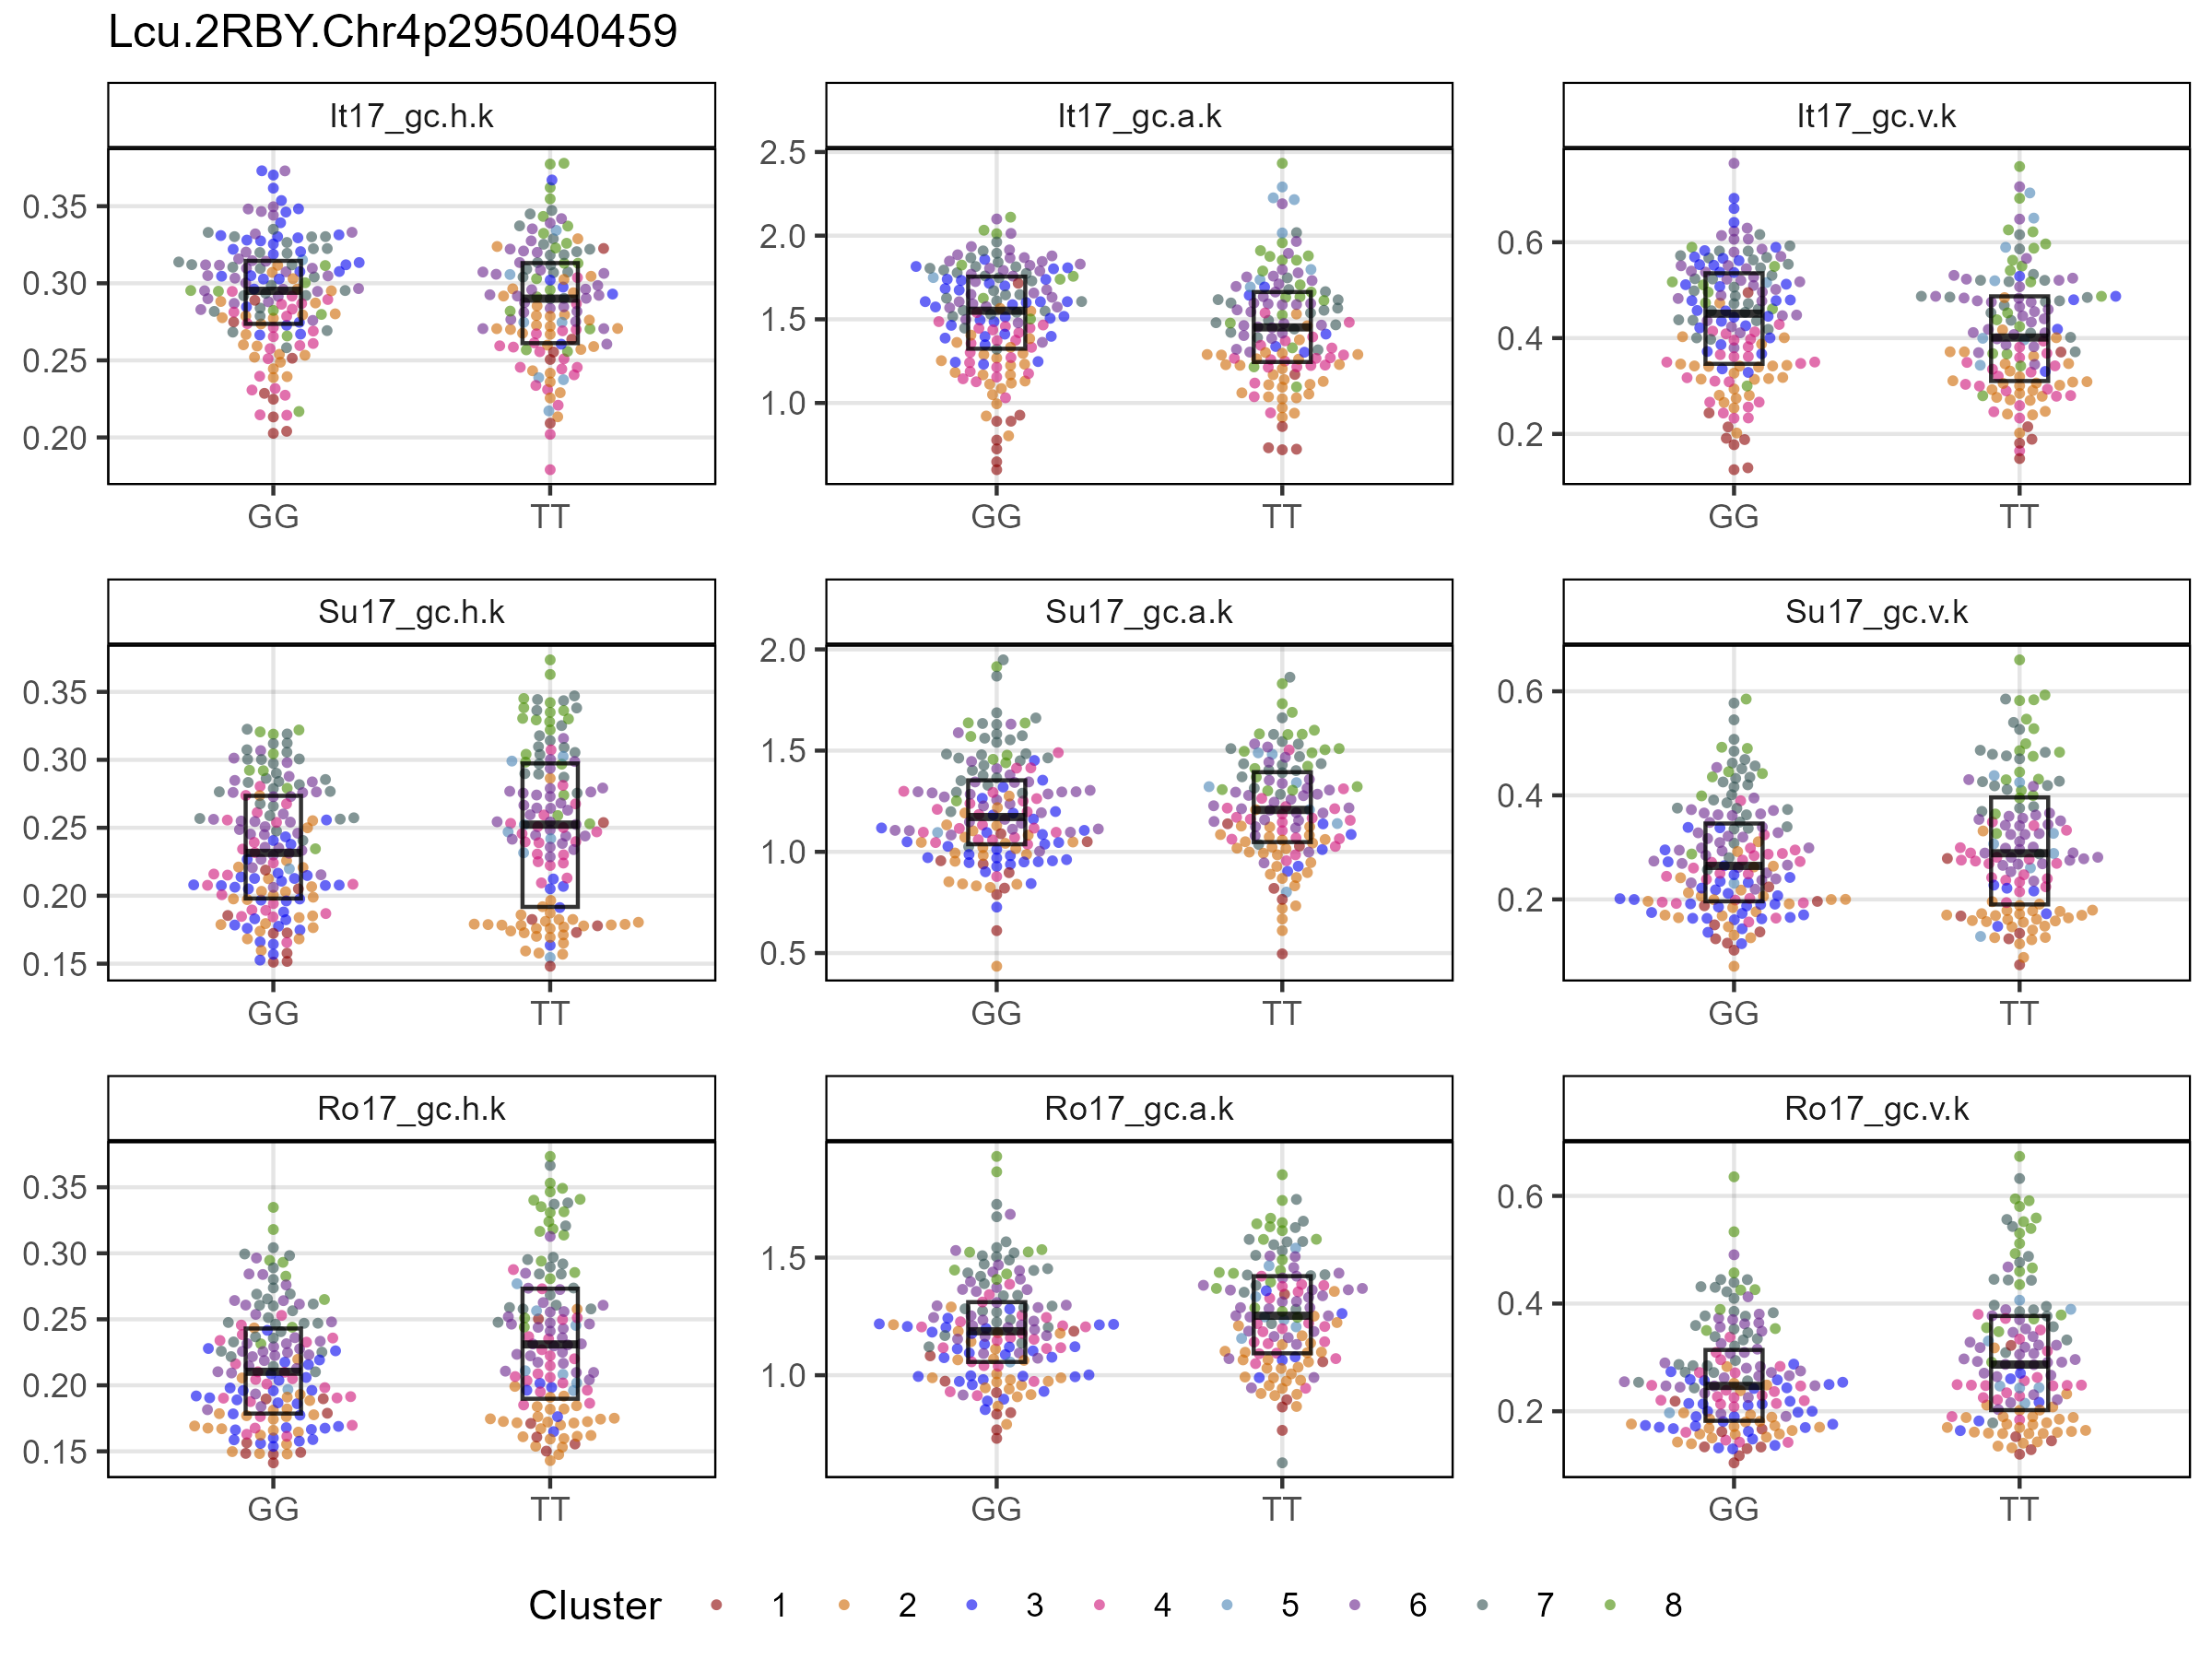 Lcu.2RBY.Chr4p295040459
It17_gc.h.k
It17_gc.a.k
It17_gc.v.k
0.35
0.30
0.25
0.20
GG
TT
2.5
2.0
1.5
1.0
GG
TT
0.6
0.4
0.2
GG
TT
Su17_gc.h.k
Su17_gc.a.k
Su17_gc.v.k
0.35
0.30
0.25
0.20
0.15
GG
TT
2.0
1.5
1.0
0.5
GG
TT
0.6
0.4
0.2
GG
TT
Ro17_gc.h.k
Ro17_gc.a.k
Ro17_gc.v.k
0.35
0.30
0.25
0.20
0.15
GG
TT
1.5
1.0
GG
TT
0.6
0.4
0.2
GG
TT
Cluster 1 2 3 4 5 6 7 8